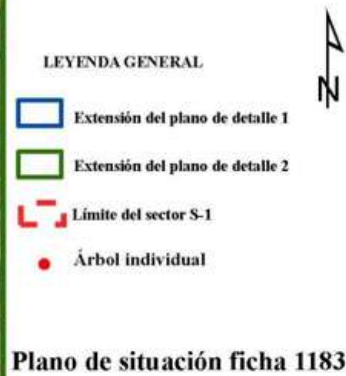 N
LEYENDA GENERAL
Extensión del plano de detalle 1
Extensión del plano de detalle 2
Límite del sector S-1
Árbol individual
Plano de situación ficha 1183